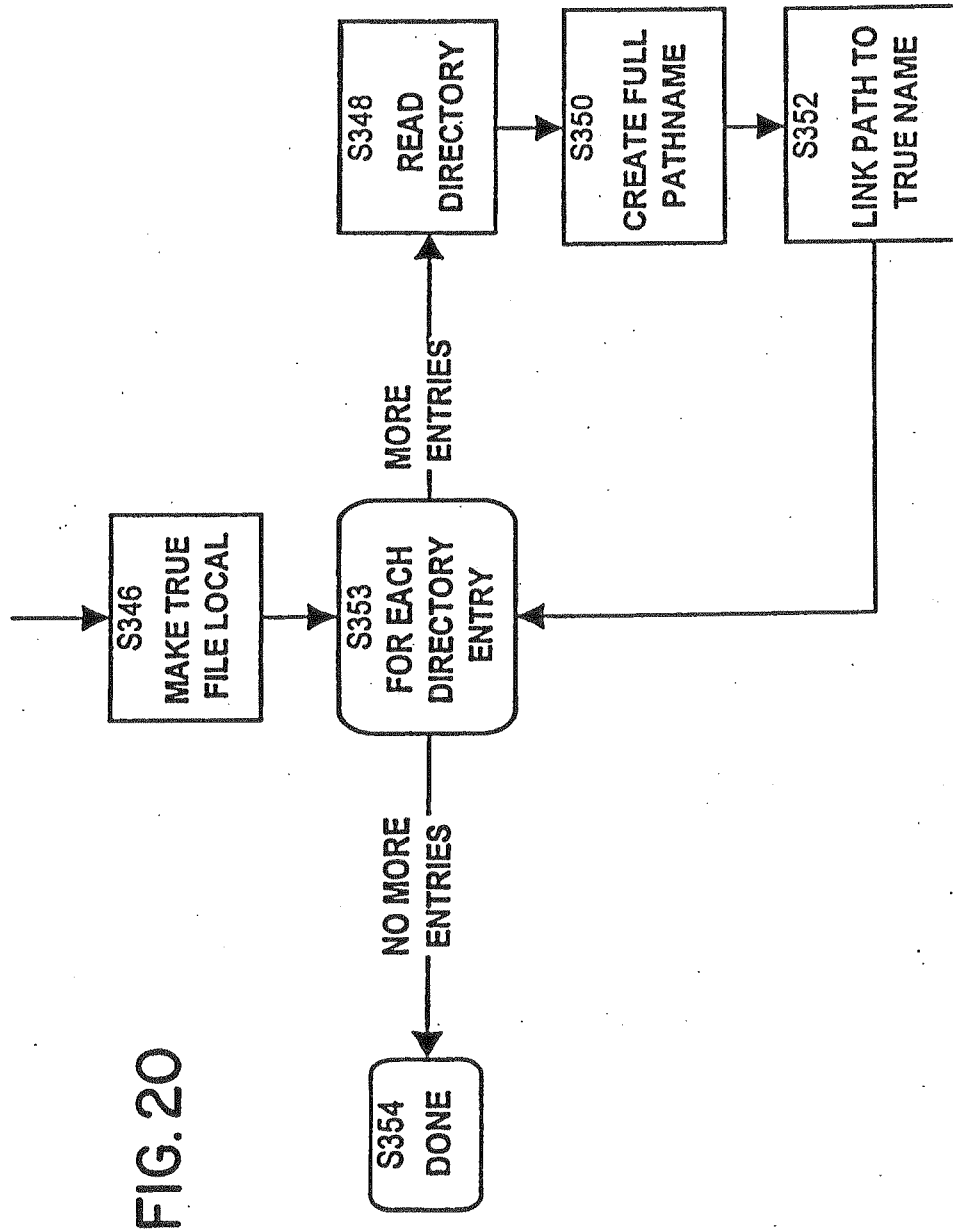 FIG. 20
S346
MAKE TRUE
FILE LOCAL
S353
FOR EACH
DIRECTORY
ENTRY
NO MORE
ENTRIES
S354
DONE
MORE
ENTRIES
S348
READ
DIRECTORY
S350
CREATE FULL
PATHNAME
S352
LINK PATH TO
TRUE NAME